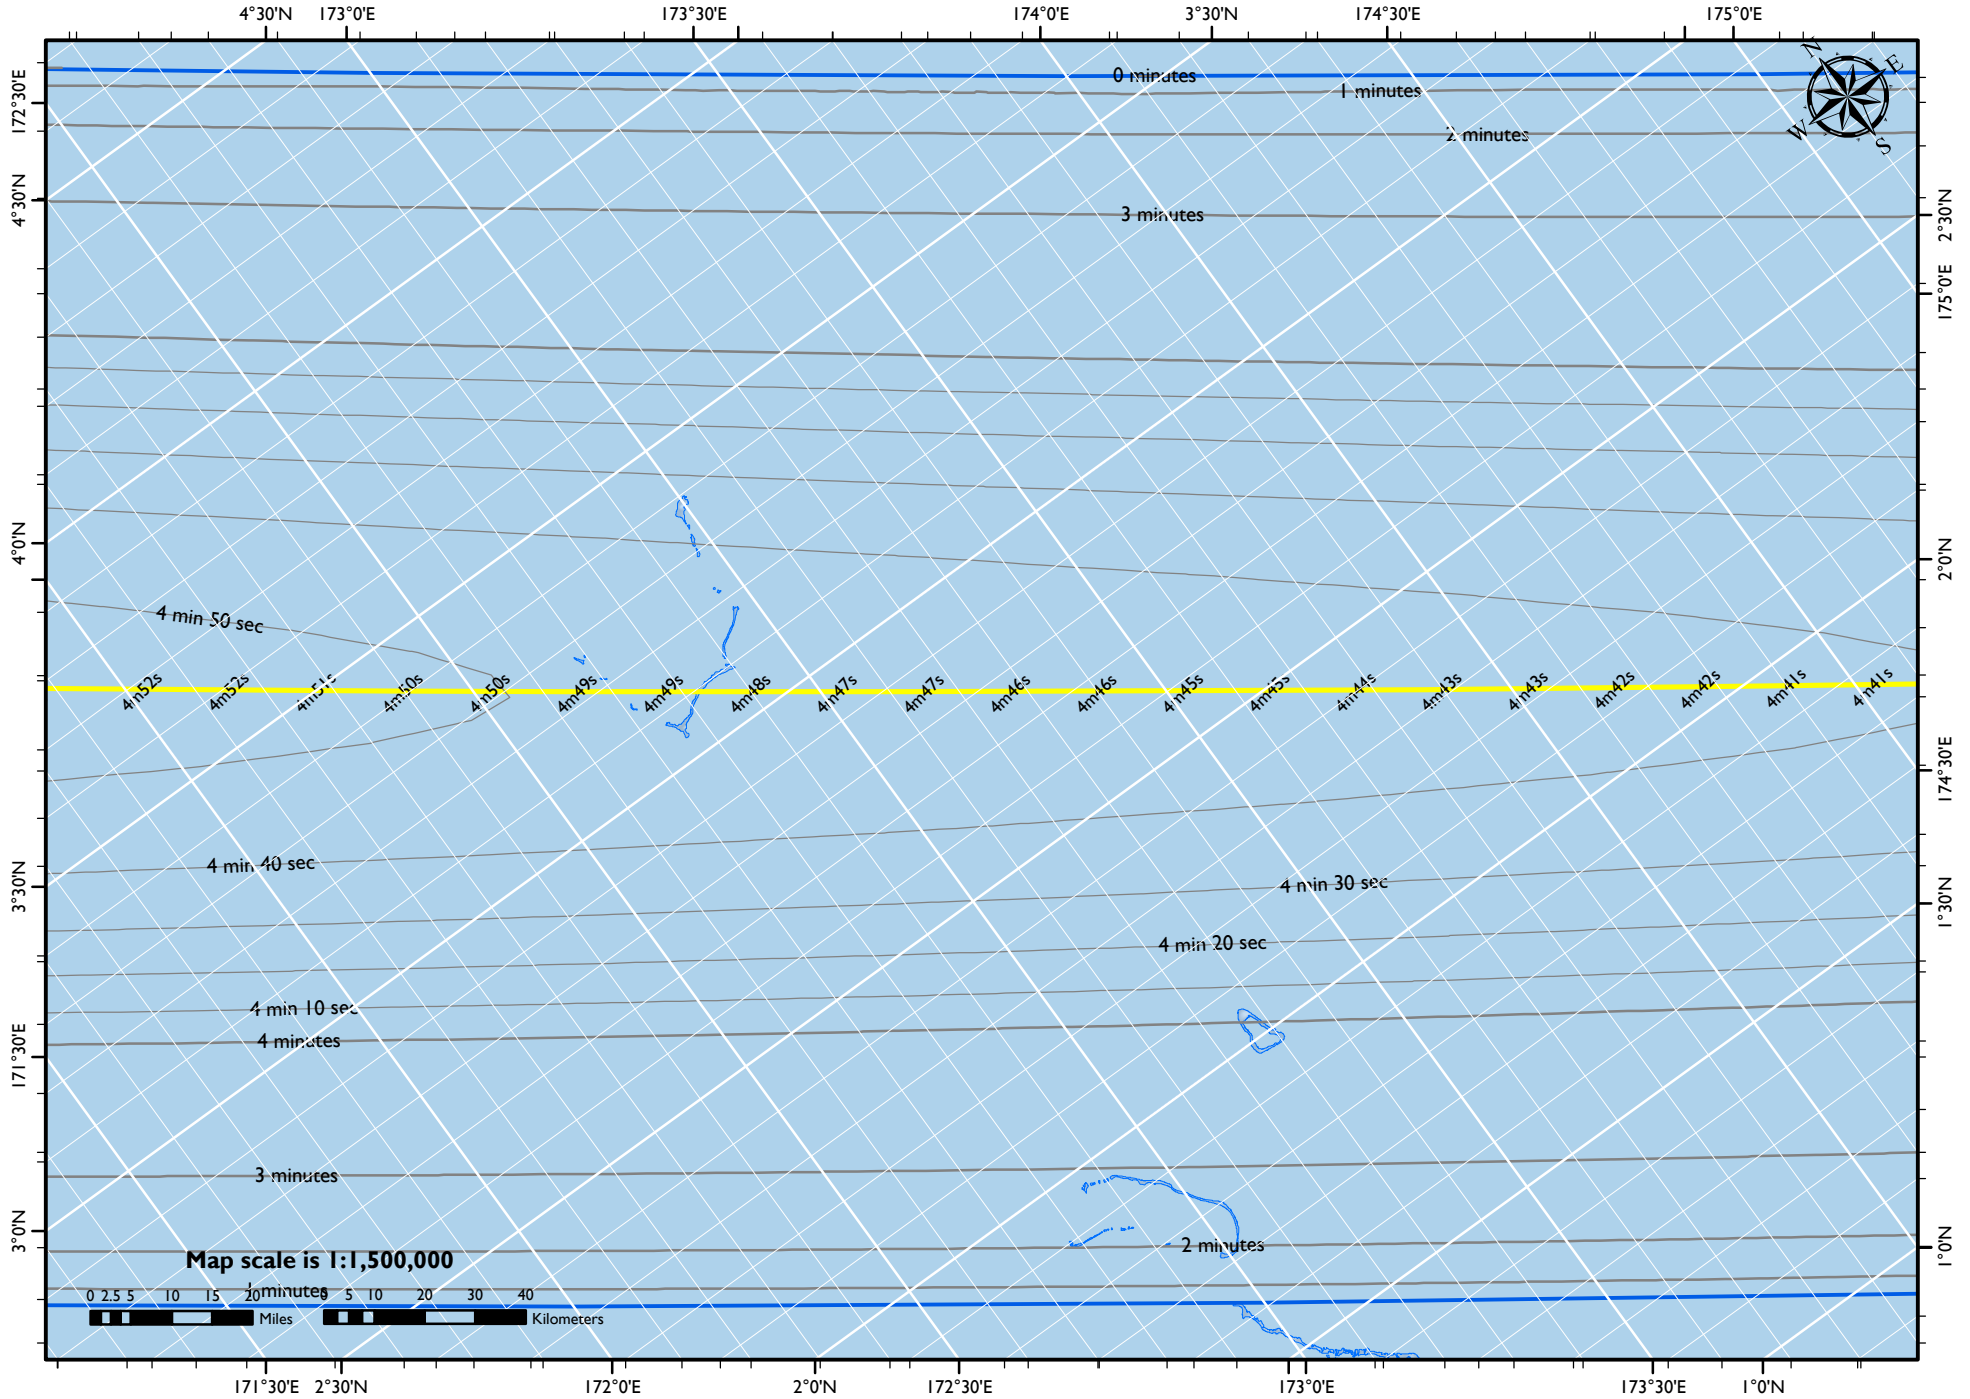 4°30'N 173°0'E 173°30'E 174°0'E 3°30'N 174°30'E 175°0'E
N
E
W
S
172°30'E
4°30'N
4°0'N
3°30'N
171°30'E
3°0'N
2°30'N
175°0'E
2°0'N
174°30'E
1°30'N
1°0'N
0 minutes
1 minutes
2 minutes
3 minutes
4 min 50 sec
4m52s 4m52s 4m51s 4m50s 4m50s 4m49s 4m49s 4m48s 4m47s 4m47s 4m46s 4m46s 4m45s 4m45s 4m44s 4m43s 4m43s 4m42s 4m42s 4m41s 4m41s
4 min 40 sec
4 min 30 sec
4 min 20 sec
4 min 10 sec
4 minutes
3 minutes
2 minutes
Map scale is 1:1,500,000
1 minutes
0 2.5 5 10 15 20
Miles
0 5 10 20 30 40
Kilometers
171°30'E 2°30'N 172°0'E 2°0'N 172°30'E 173°0'E 173°30'E 1°0'N